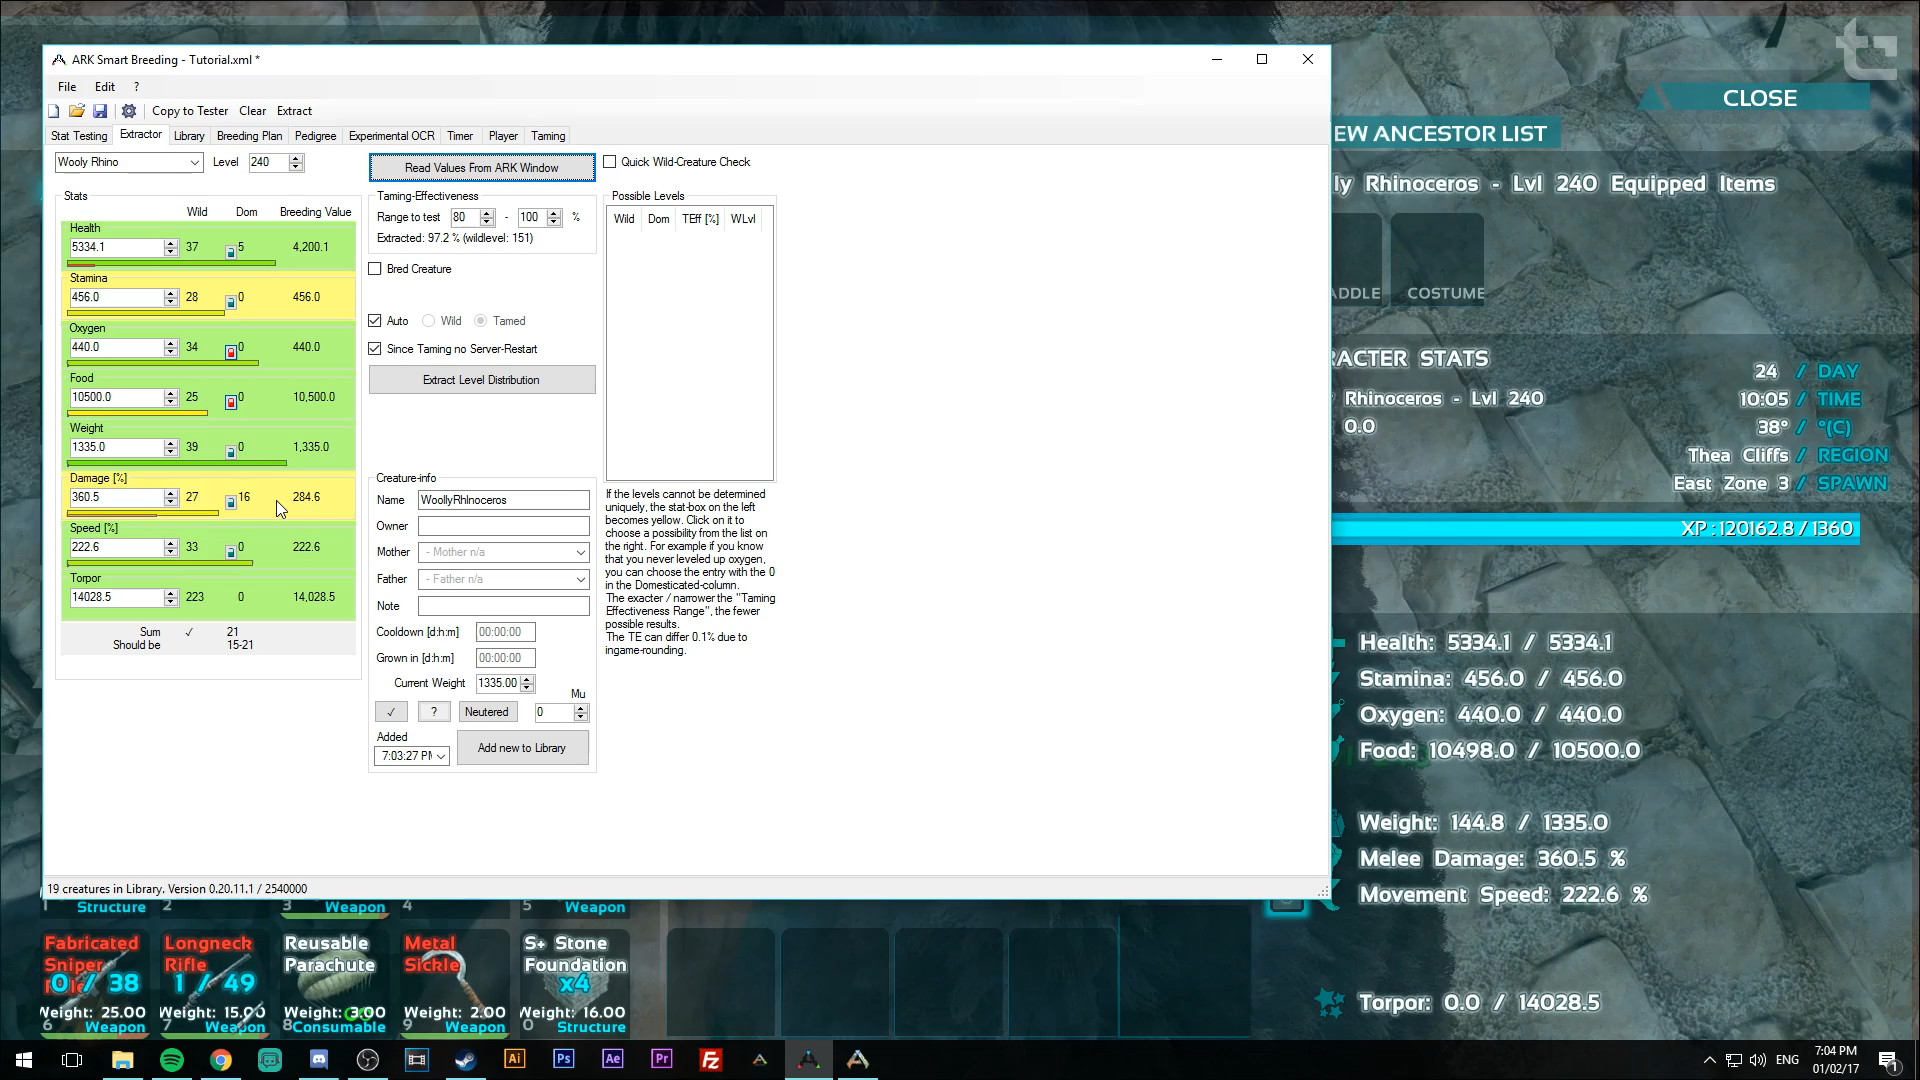 ARK Smart Breeding - Tutorial.xml *
File Edit ?
Copy to Tester Clear Extract
Stat Testing Extractor Library Breeding Plan Pedigree Experimental OCR Timer Player Taming
Wooly Rhino Level 240
Read Values From ARK Window
Quick Wild-Creature Check
Stats
Wild Dom Breeding Value
Health
5334.1 37 5 4,200.1
Stamina
456.0 28 0 456.0
Oxygen
440.0 34 0 440.0
Food
10500.0 25 0 10,500.0
Weight
1335.0 39 0 1,335.0
Damage [%]
360.5 27 16 284.6
Speed [%]
222.6 33 0 222.6
Torpor
14028.5 223 0 14,028.5
Sum ✓ 21
Should be 15-21
Taming-Effectiveness
Range to test 80 - 100 %
Extracted: 97.2 % (wildlevel: 151)
Bred Creature
Auto Wild Tamed
Since Taming no Server-Restart
Extract Level Distribution
Creature-info
Name WoollyRhInoceros
Owner
Mother - Mother n/a
Father - Father n/a
Note
Cooldown [d:h:m] 00:00:00
Grown in [d:h:m] 00:00:00
Current Weight 1335.00
Mu
✓ ? Neutered 0
Added
7:03:27 PM
Add new to Library
Possible Levels
Wild Dom TEff [%] WLvl
If the levels cannot be determined
uniquely, the stat-box on the left
becomes yellow. Click on it to
choose a possibility from the list on
the right. For example if you know
that you never leveled up oxygen,
you can choose the entry with the 0
in the Domesticated-column.
The exacter / narrower the "Taming
Effectiveness Range", the fewer
possible results.
The TE can differ 0.1% due to
ingame-rounding.
19 creatures in Library. Version 0.20.11.1 / 2540000
CLOSE
EW ANCESTOR LIST
ly Rhinoceros - Lvl 240 Equipped Items
ADDLE COSTUME
RACTER STATS
Rhinoceros - Lvl 240
0.0
24 / DAY
10:05 / TIME
38° / °(C)
Thea Cliffs / REGION
East Zone 3 / SPAWN
XP : 120162.8 / 1360
Health: 5334.1 / 5334.1
Stamina: 456.0 / 456.0
Oxygen: 440.0 / 440.0
Food: 10498.0 / 10500.0
Weight: 144.8 / 1335.0
Melee Damage: 360.5 %
Movement Speed: 222.6 %
Torpor: 0.0 / 14028.5
1 Structure 2 3 Weapon 4 5 Weapon
Fabricated Sniper
0 / 38
Weight: 25.00
6 Weapon
Longneck Rifle
1 / 49
Weight: 15.00
7 Weapon
Reusable Parachute
Weight: 3.00
8 Consumable
Metal Sickle
Weight: 2.00
9 Weapon
S+ Stone Foundation
x4
Weight: 16.00
0 Structure
Ai Ps Ae Pr Fz
ENG
7:04 PM
01/02/17
1